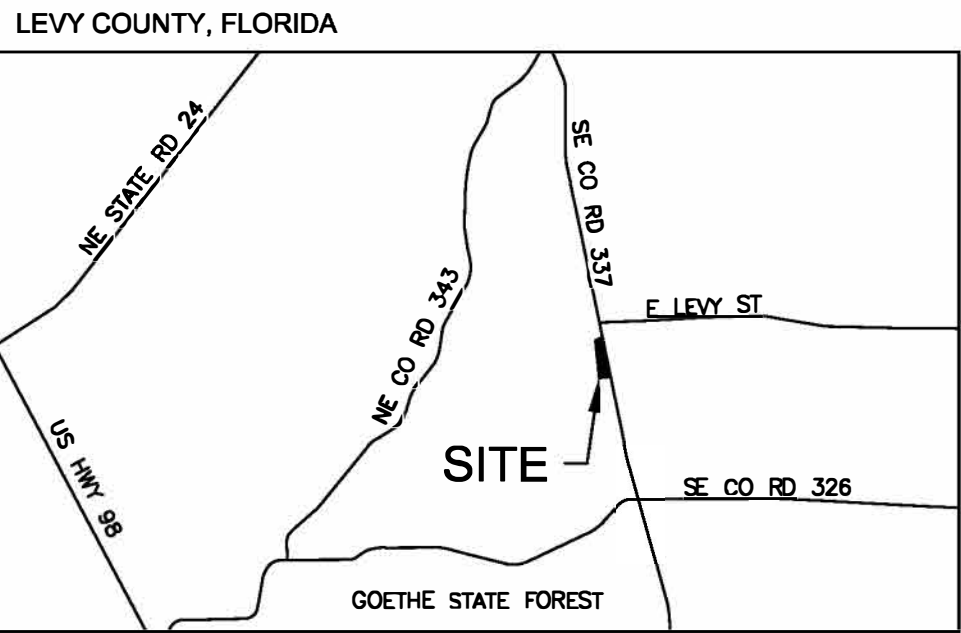 LEVY COUNTY, FLORIDA
NE STATE RD 24
SE CO RD 337
NE CO RD 343
E LEVY ST
US HWY 98
SITE
SE CO RD 326
GOETHE STATE FOREST